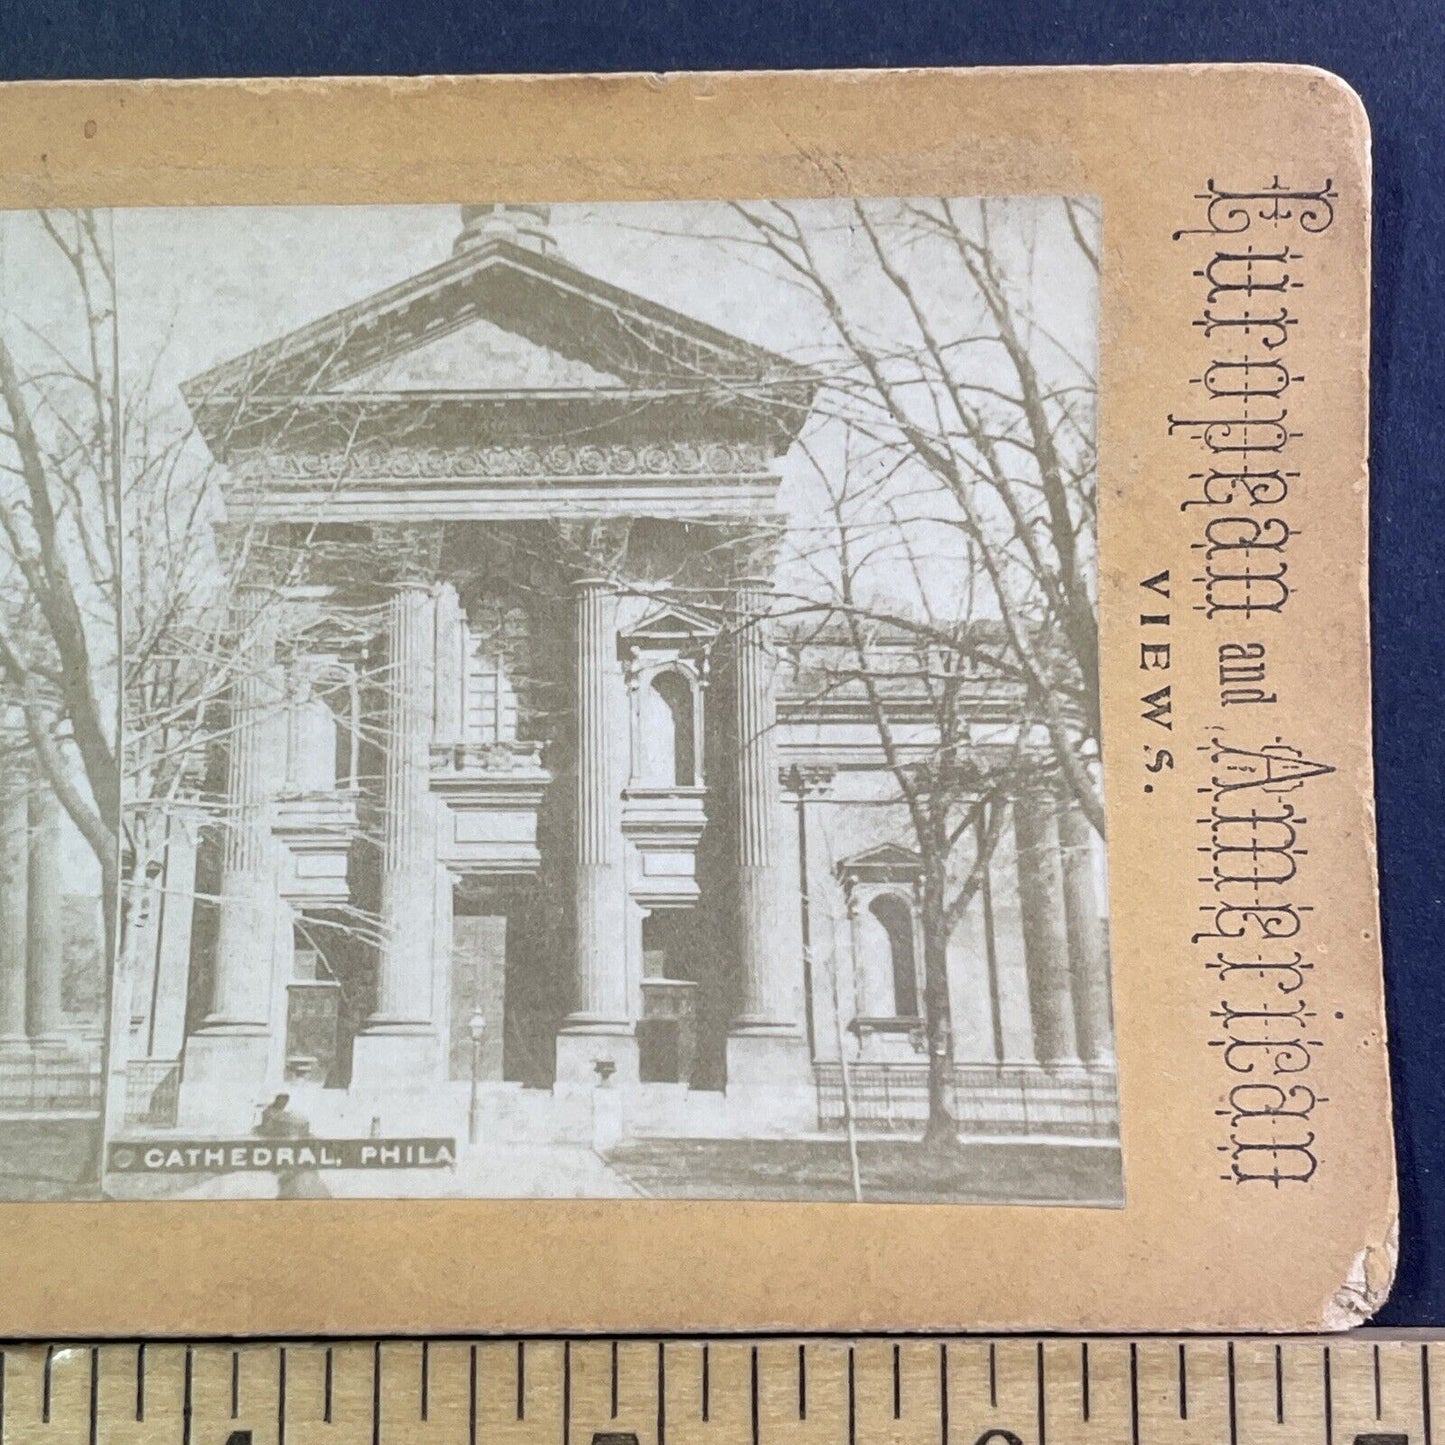 CATHEDRAL, PHILA
European and American
VIEWS.